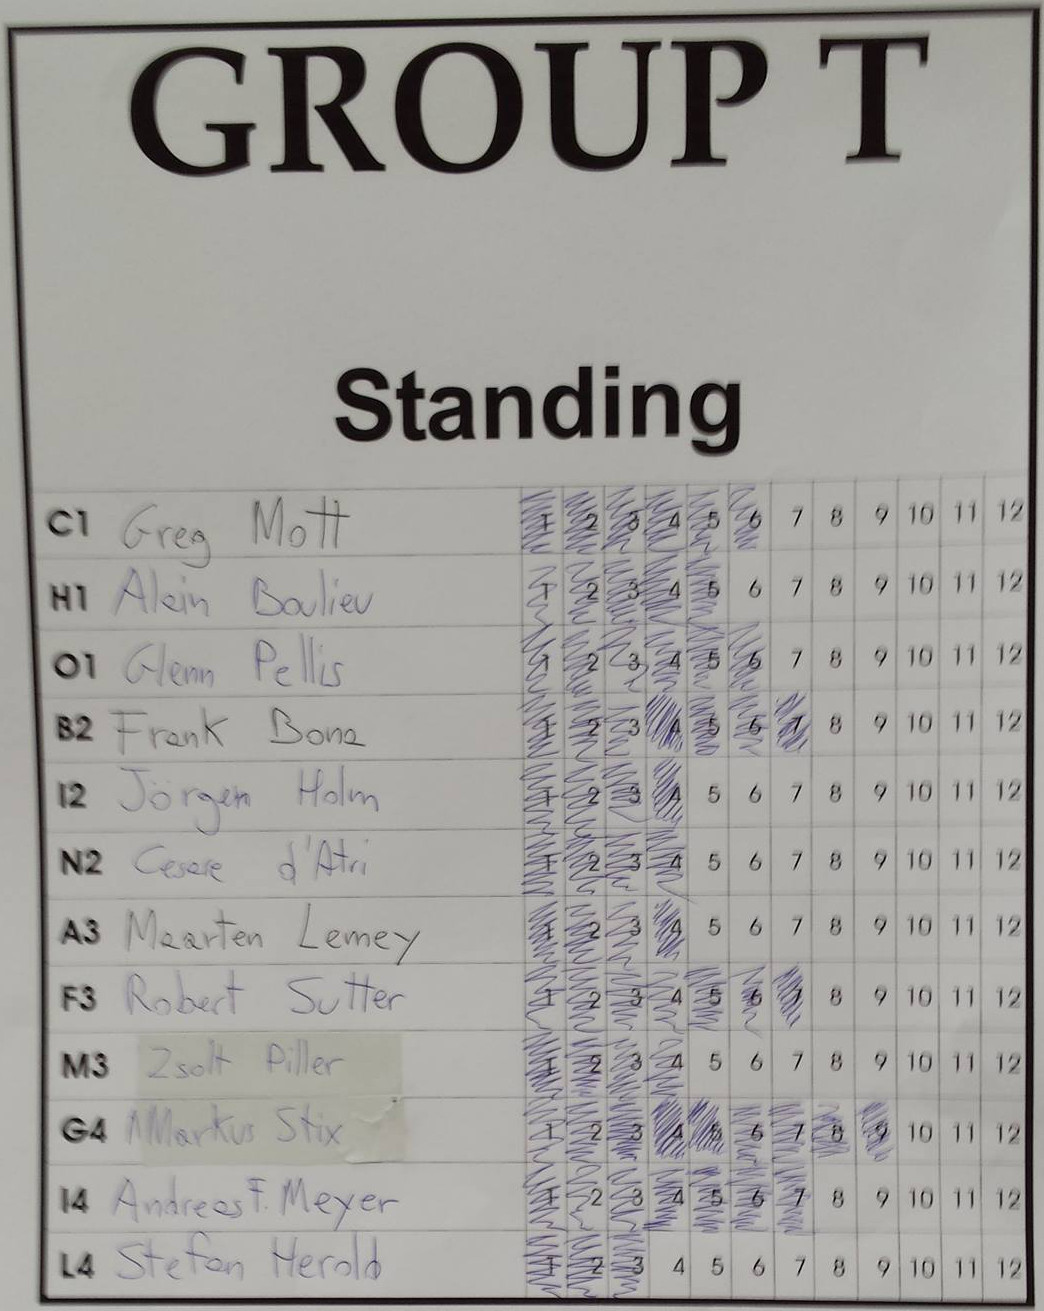 GROUP T
Standing
C1 Greg Mott 1 2 3 4 5 6 7 8 9 10 11 12
H1 Alain Bouliev 1 2 3 4 5 6 7 8 9 10 11 12
O1 Glenn Pellis 1 2 3 4 5 6 7 8 9 10 11 12
B2 Frank Bona 1 2 3 4 5 6 7 8 9 10 11 12
I2 Jörgen Holm 1 2 3 4 5 6 7 8 9 10 11 12
N2 Cesare d'Atri 1 2 3 4 5 6 7 8 9 10 11 12
A3 Maarten Lemey 1 2 3 4 5 6 7 8 9 10 11 12
F3 Robert Sutter 1 2 3 4 5 6 7 8 9 10 11 12
M3 Zsolt Piller 1 2 3 4 5 6 7 8 9 10 11 12
G4 Markus Stix 1 2 3 4 5 6 7 8 9 10 11 12
I4 Andreas F. Meyer 1 2 3 4 5 6 7 8 9 10 11 12
L4 Stefan Herold 1 2 3 4 5 6 7 8 9 10 11 12